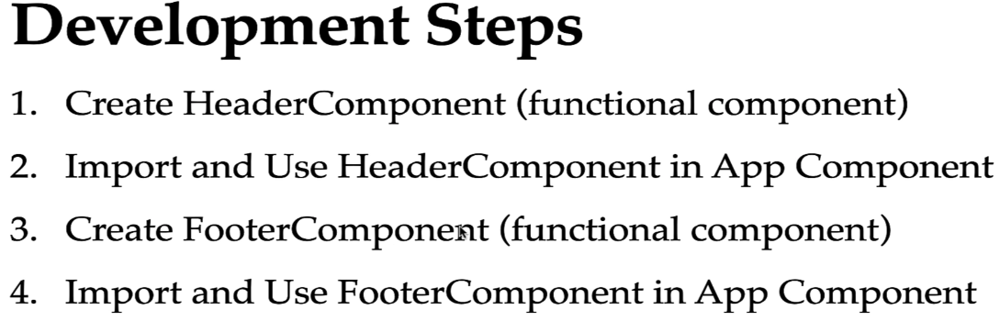 Development Steps
1. Create HeaderComponent (functional component)
2. Import and Use HeaderComponent in App Component
3. Create FooterComponent (functional component)
4. Import and Use FooterComponent in App Component